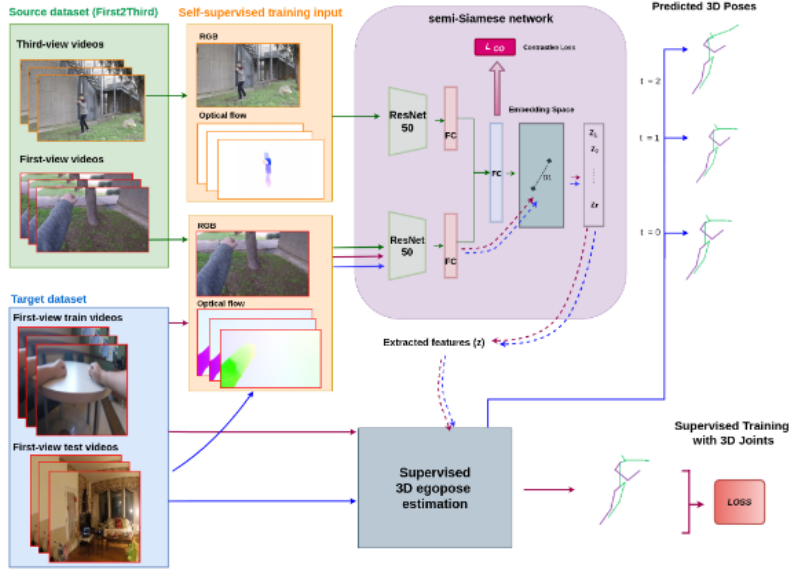 Source dataset (First2Third)
Self-supervised training input
semi-Siamese network
Predicted 3D Poses
Third-view videos
RGB
L CO
Contrastive Loss
t = 2
ResNet
50
FC
Embedding Space
Optical flow
First-view videos
FC
D1
t = 1
RGB
ResNet
50
FC
t = 0
Target dataset
Optical flow
First-view train videos
Extracted features (z)
First-view test videos
Supervised
3D egopose
estimation
Supervised Training
with 3D Joints
LOSS